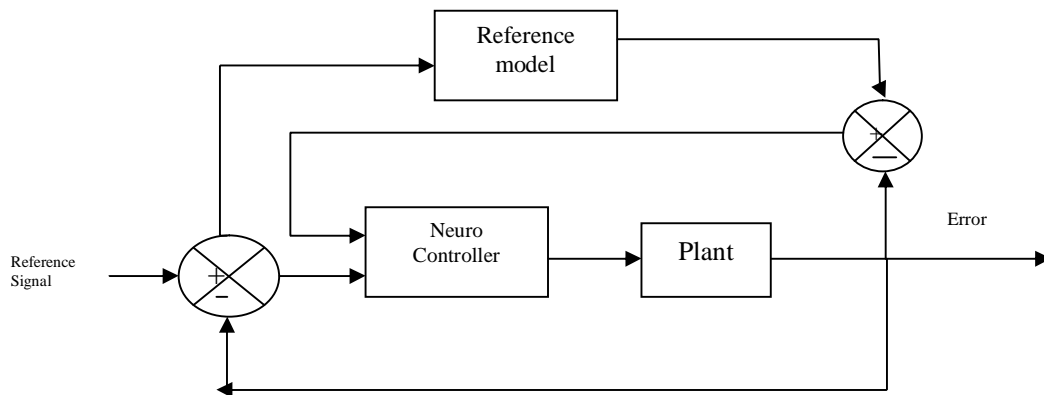 Reference
model
+
−
Neuro
Controller
Plant
Error
Reference
Signal
+
−